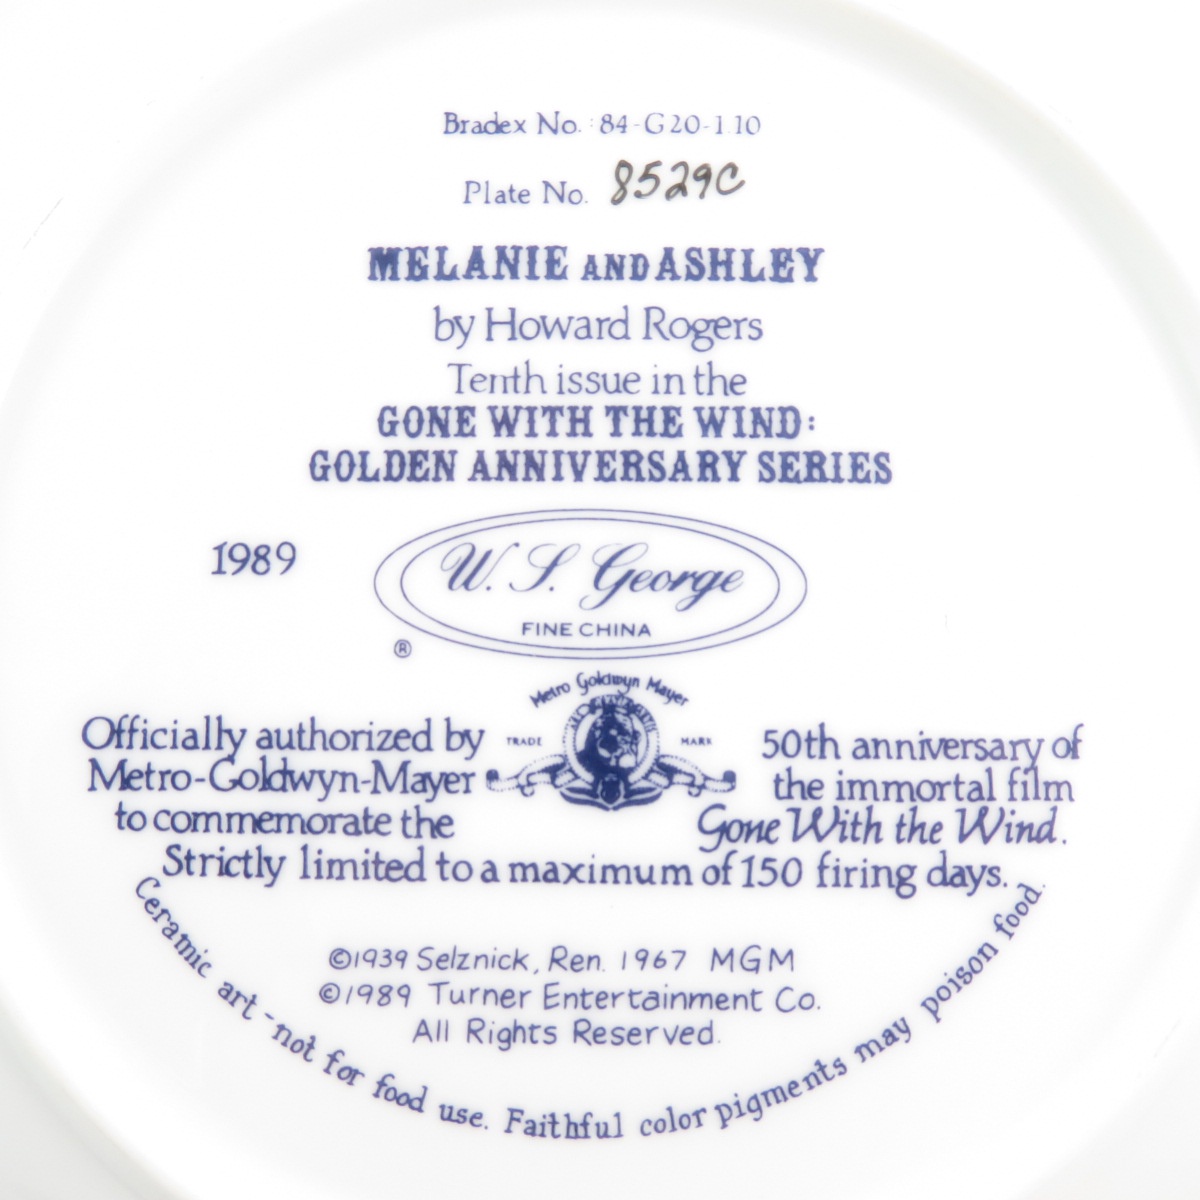 Bradex No. : 84-G20-1.10
Plate No. 8529C
MELANIE AND ASHLEY
by Howard Rogers
Tenth issue in the
GONE WITH THE WIND:
GOLDEN ANNIVERSARY SERIES
1989
W. S. George
FINE CHINA
®
Metro Goldwyn Mayer
TRADE MARK
Officially authorized by
Metro-Goldwyn-Mayer
to commemorate the
50th anniversary of
the immortal film
Gone With the Wind.
Strictly limited to a maximum of 150 firing days.
©1939 Selznick, Ren. 1967 MGM
©1989 Turner Entertainment Co.
All Rights Reserved.
Ceramic art - not for food use. Faithful color pigments may poison food.